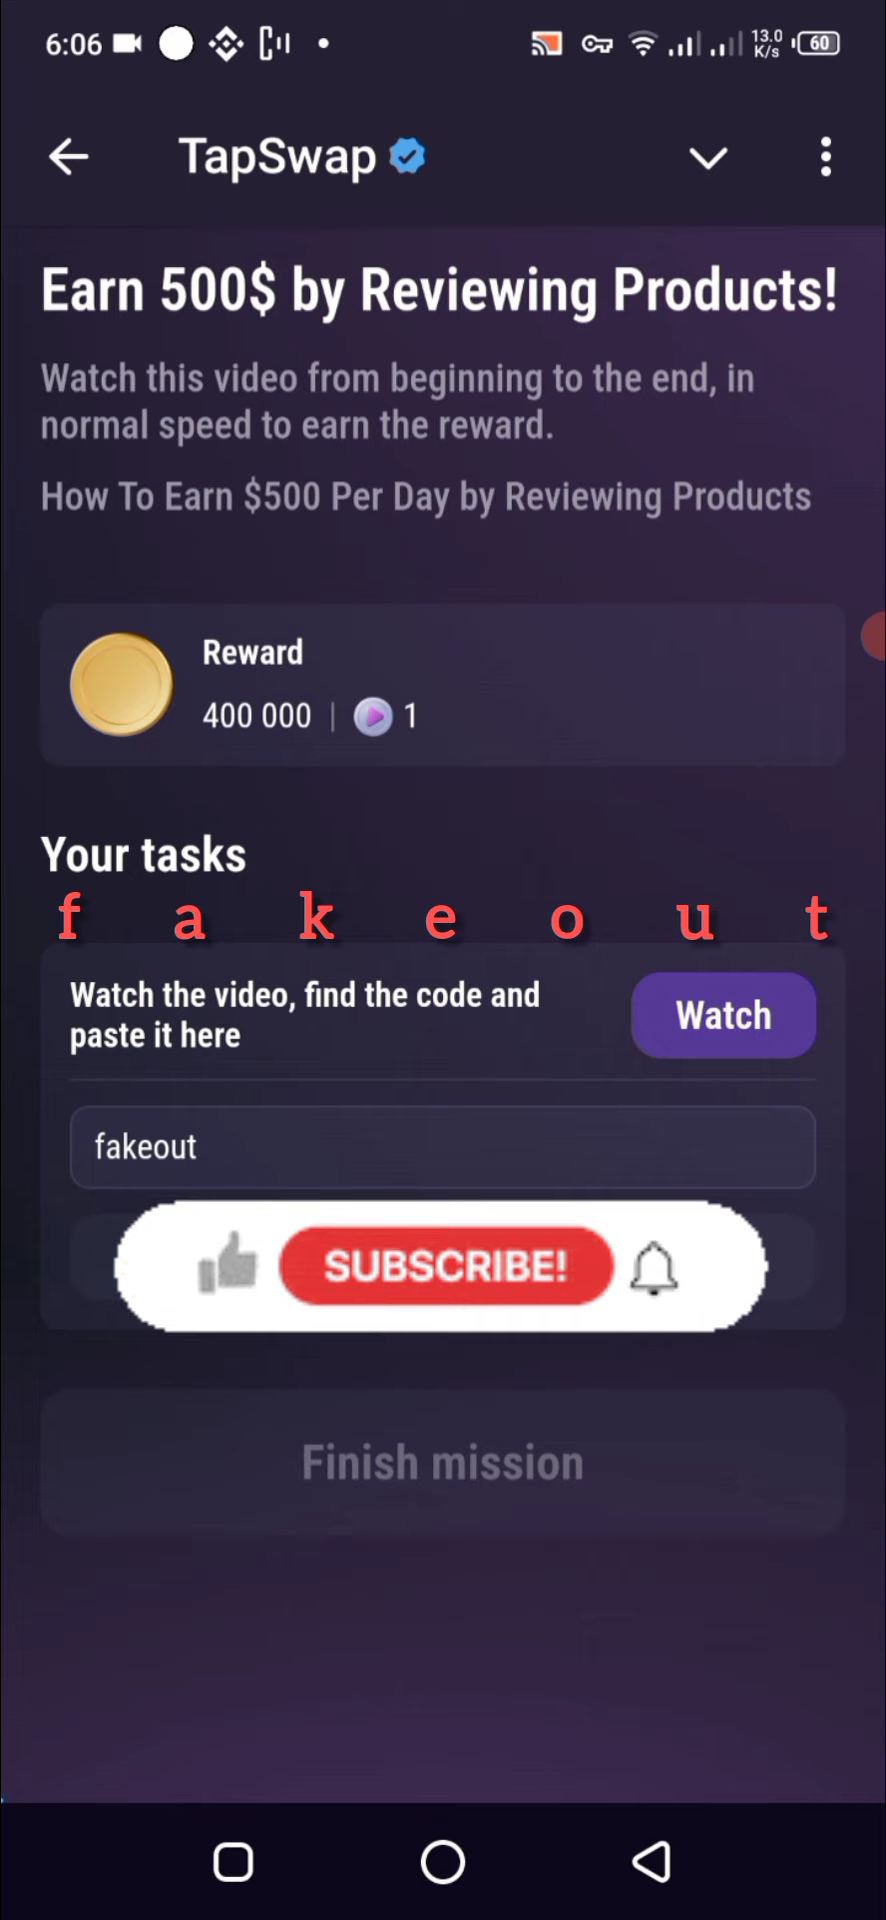 6:06 13.0 K/s 60
TapSwap
Earn 500$ by Reviewing Products!
Watch this video from beginning to the end, in
normal speed to earn the reward.
How To Earn $500 Per Day by Reviewing Products
Reward
400 000 | 1
Your tasks
f a k e o u t
Watch the video, find the code and
paste it here
Watch
fakeout
SUBSCRIBE!
Finish mission